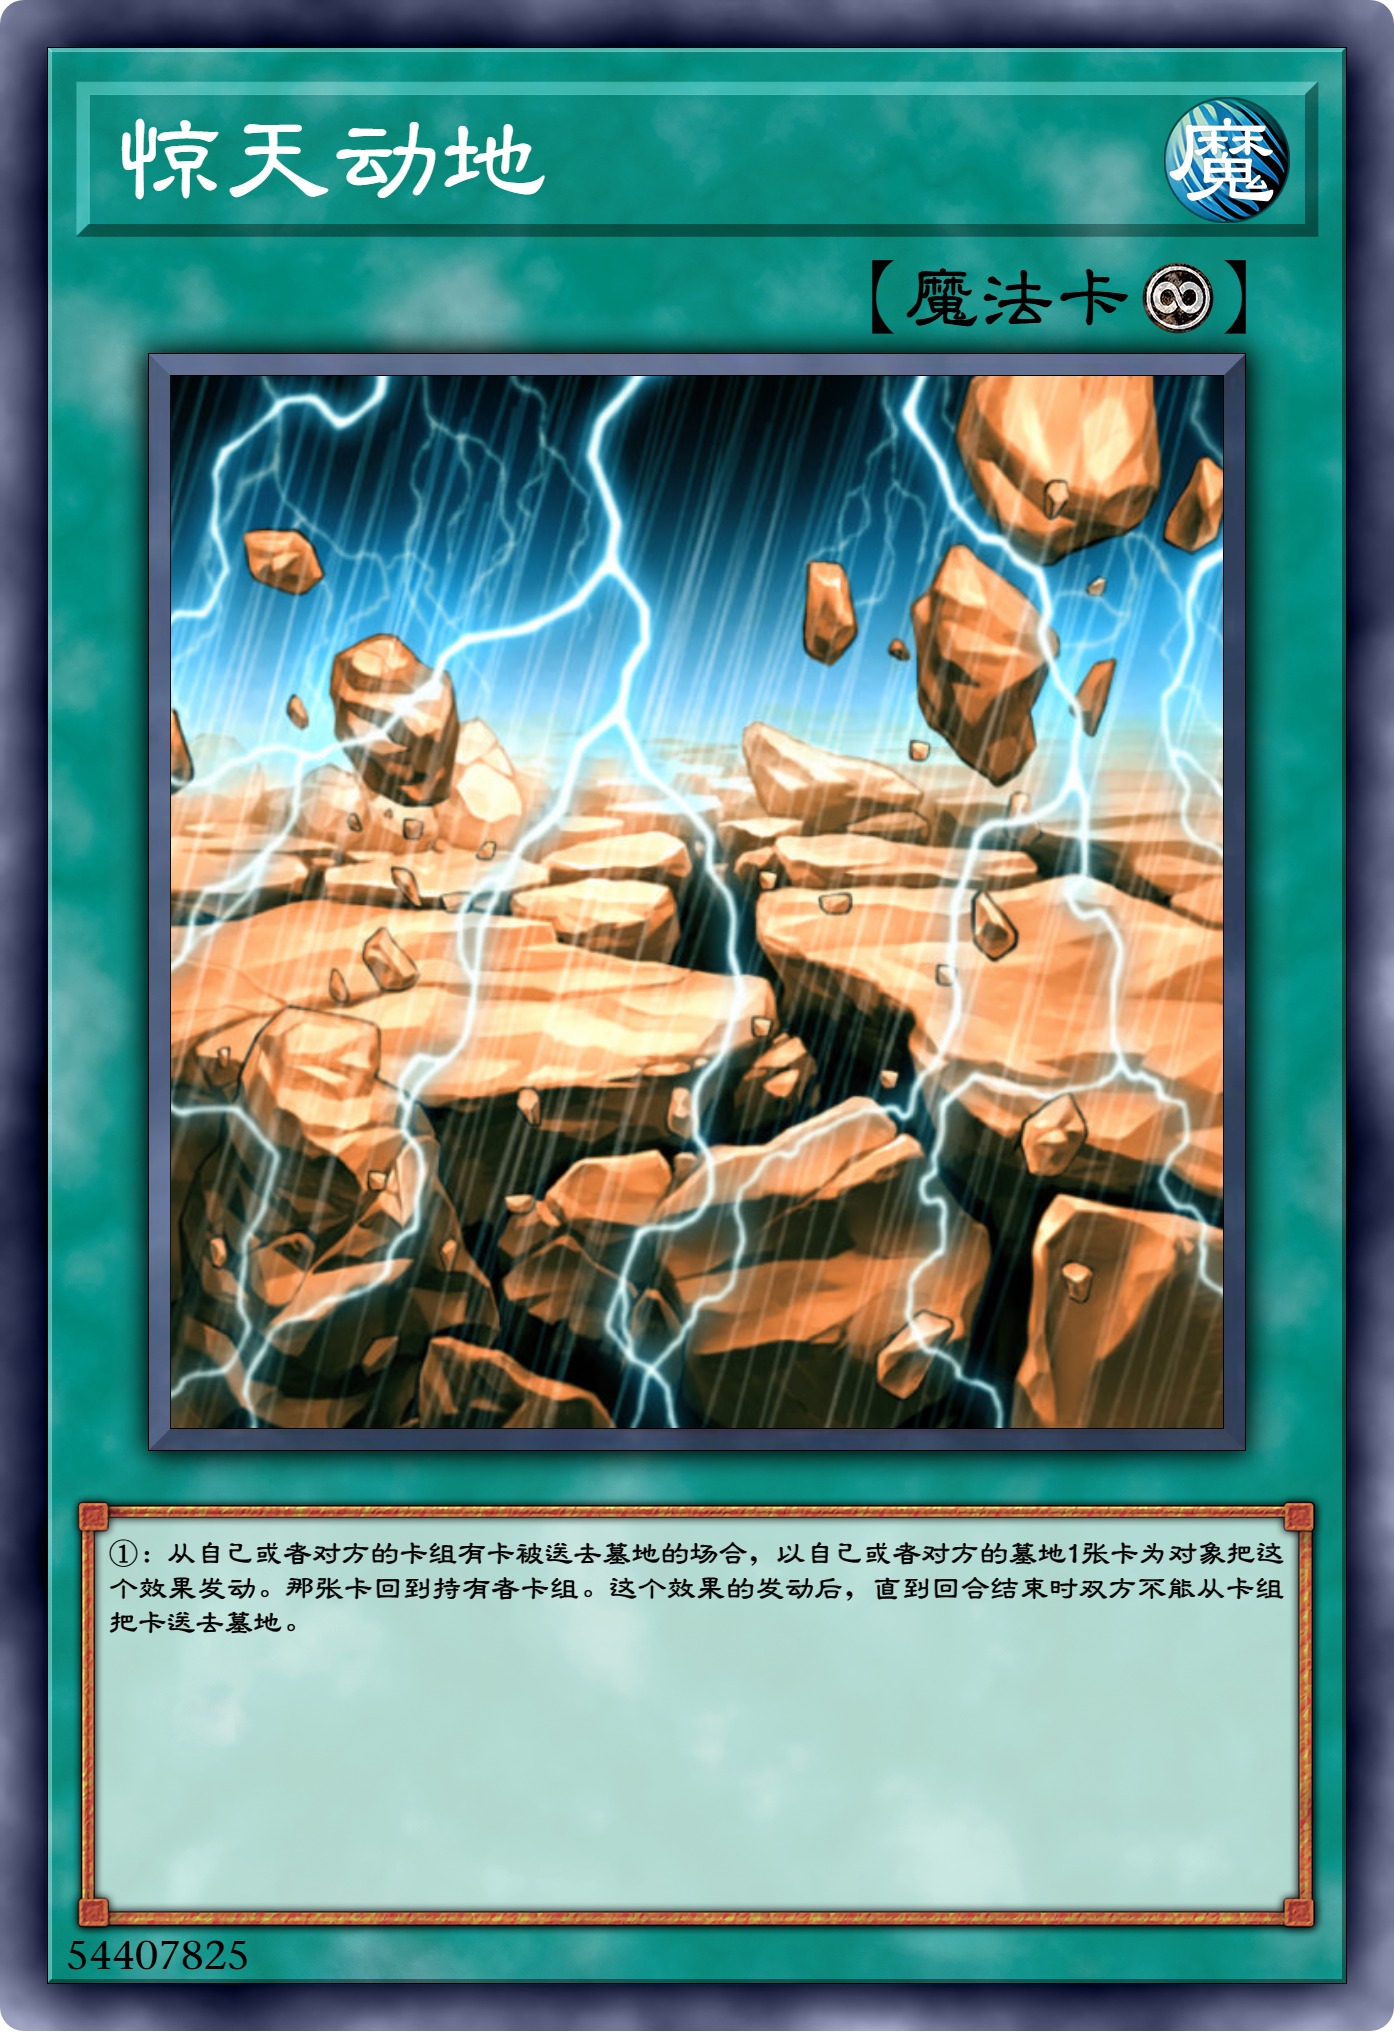 惊天动地
魔
【魔法卡】
①：从自己或者对方的卡组有卡被送去墓地的场合，以自己或者对方的墓地1张卡为对象把这
个效果发动。那张卡回到持有者卡组。这个效果的发动后，直到回合结束时双方不能从卡组
把卡送去墓地。
54407825